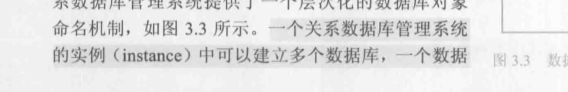 系数据库管理系统提供了一个层次化的数据库对象
命名机制，如图 3.3 所示。一个关系数据库管理系统
的实例（instance）中可以建立多个数据库，一个数据
图 3.3 数据